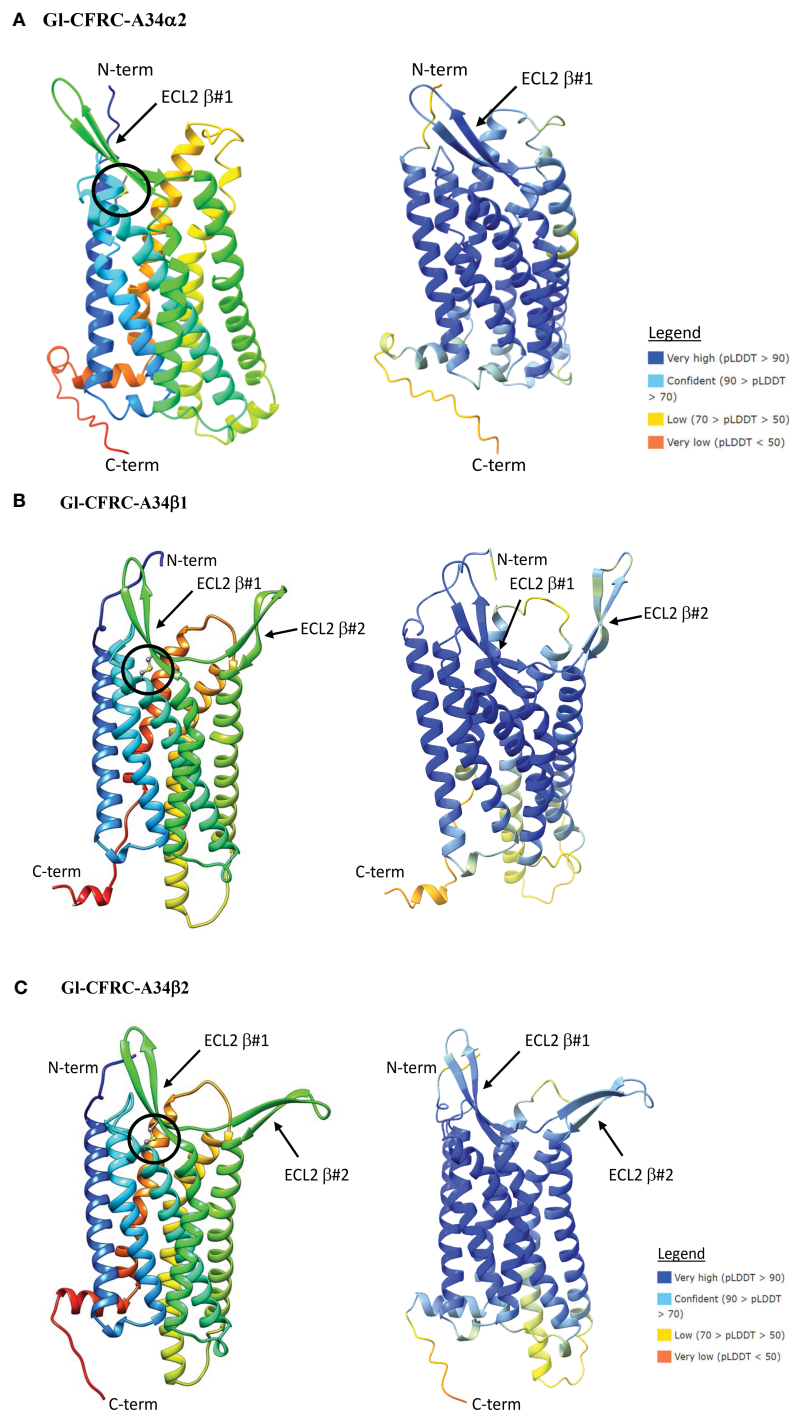 A Gl-CFRC-A34α2
N-term
ECL2 β#1
C-term
N-term
ECL2 β#1
C-term
Legend
Very high (pLDDT > 90)
Confident (90 > pLDDT
> 70)
Low (70 > pLDDT > 50)
Very low (pLDDT < 50)
B Gl-CFRC-A34β1
N-term
ECL2 β#1
ECL2 β#2
C-term
N-term
ECL2 β#1
ECL2 β#2
C-term
C Gl-CFRC-A34β2
N-term
ECL2 β#1
ECL2 β#2
C-term
N-term
ECL2 β#1
ECL2 β#2
C-term
Legend
Very high (pLDDT > 90)
Confident (90 > pLDDT
> 70)
Low (70 > pLDDT > 50)
Very low (pLDDT < 50)